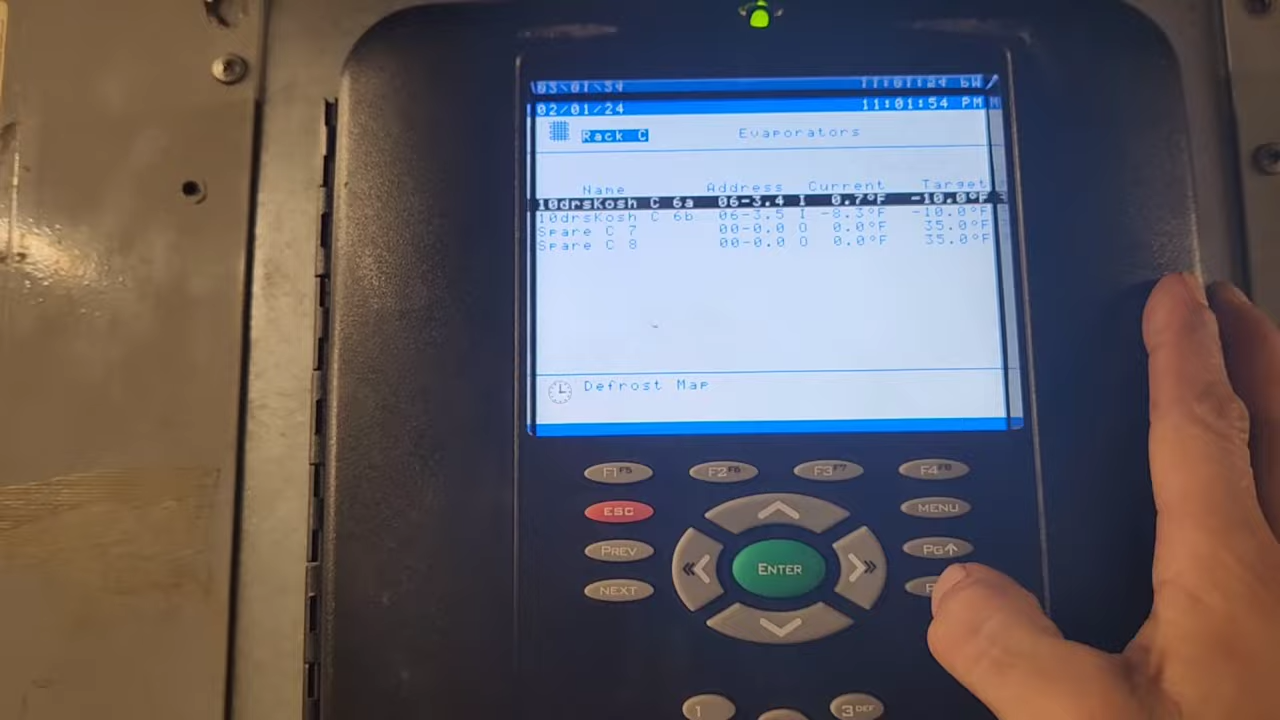 02/01/24 11:01:54 PM
Rack C Evaporators
Name Address Current Target
10drsKosh C 6a 06-3.4 I 0.7°F -10.0°F
10drsKosh C 6b 06-3.5 I -8.3°F -10.0°F
Spare C 7 00-0.0 O 0.0°F 35.0°F
Spare C 8 00-0.0 O 0.0°F 35.0°F
Defrost Map
F1 F5 F2 F6 F3 F7 F4 F8
ESC MENU
PREV PG↑
ENTER
NEXT
1 3 DEF